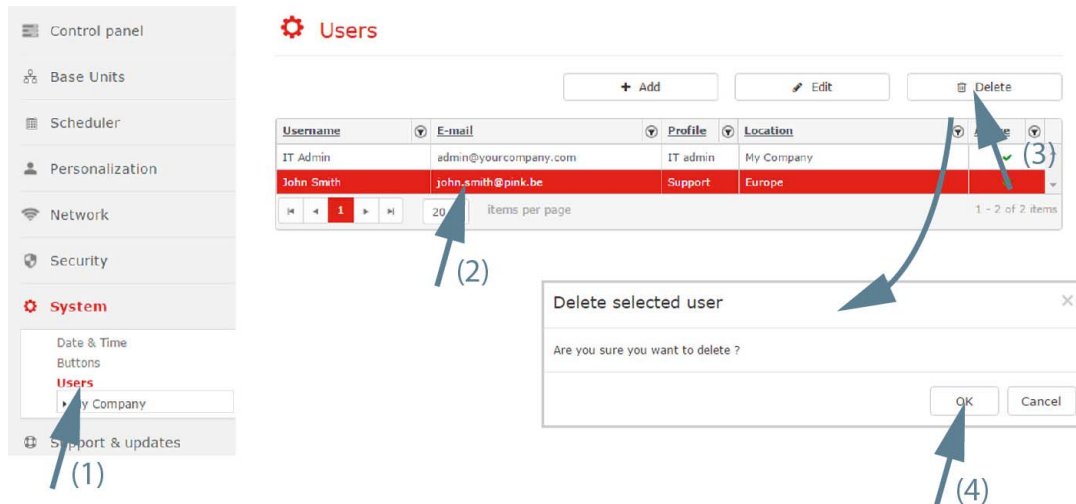 Control panel
Base Units
Scheduler
Personalization
Network
Security
System
Date & Time
Buttons
Users
My Company
Support & updates
(1)
Users
+ Add
Edit
Delete
Username E-mail Profile Location
IT Admin admin@yourcompany.com IT admin My Company
(3)
John Smith john.smith@pink.be Support Europe
1 20 items per page 1 - 2 of 2 items
(2)
Delete selected user
Are you sure you want to delete ?
OK Cancel
(4)